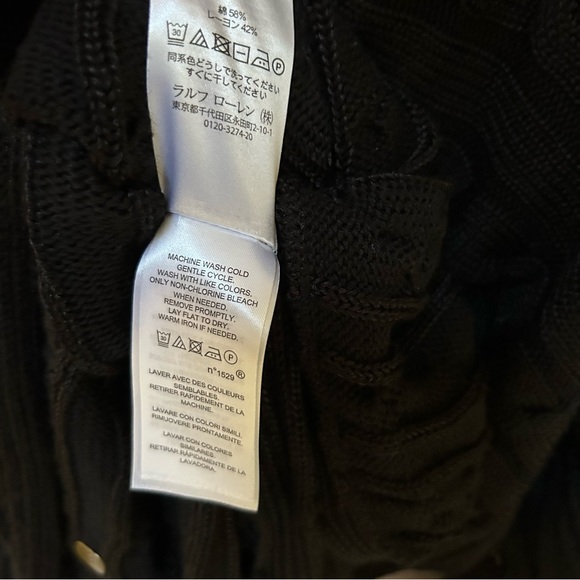 綿 58%
レーヨン 42%
30 P
同系色どうしで洗ってください
すぐに干してください
ラルフ ローレン (株)
東京都千代田区永田町2-10-1
0120-3274-20
MACHINE WASH COLD
GENTLE CYCLE.
WASH WITH LIKE COLORS.
ONLY NON-CHLORINE BLEACH
WHEN NEEDED.
REMOVE PROMPTLY.
LAY FLAT TO DRY.
WARM IRON IF NEEDED.
30 P
n°1529 ®
LAVER AVEC DES COULEURS
SEMBLABLES.
RETIRER RAPIDEMENT DE LA
MACHINE.
LAVARE CON COLORI SIMILI.
RIMUOVERE PRONTAMENTE.
LAVAR CON COLORES
SIMILARES.
RETIRAR RÁPIDAMENTE DE LA
LAVADORA.